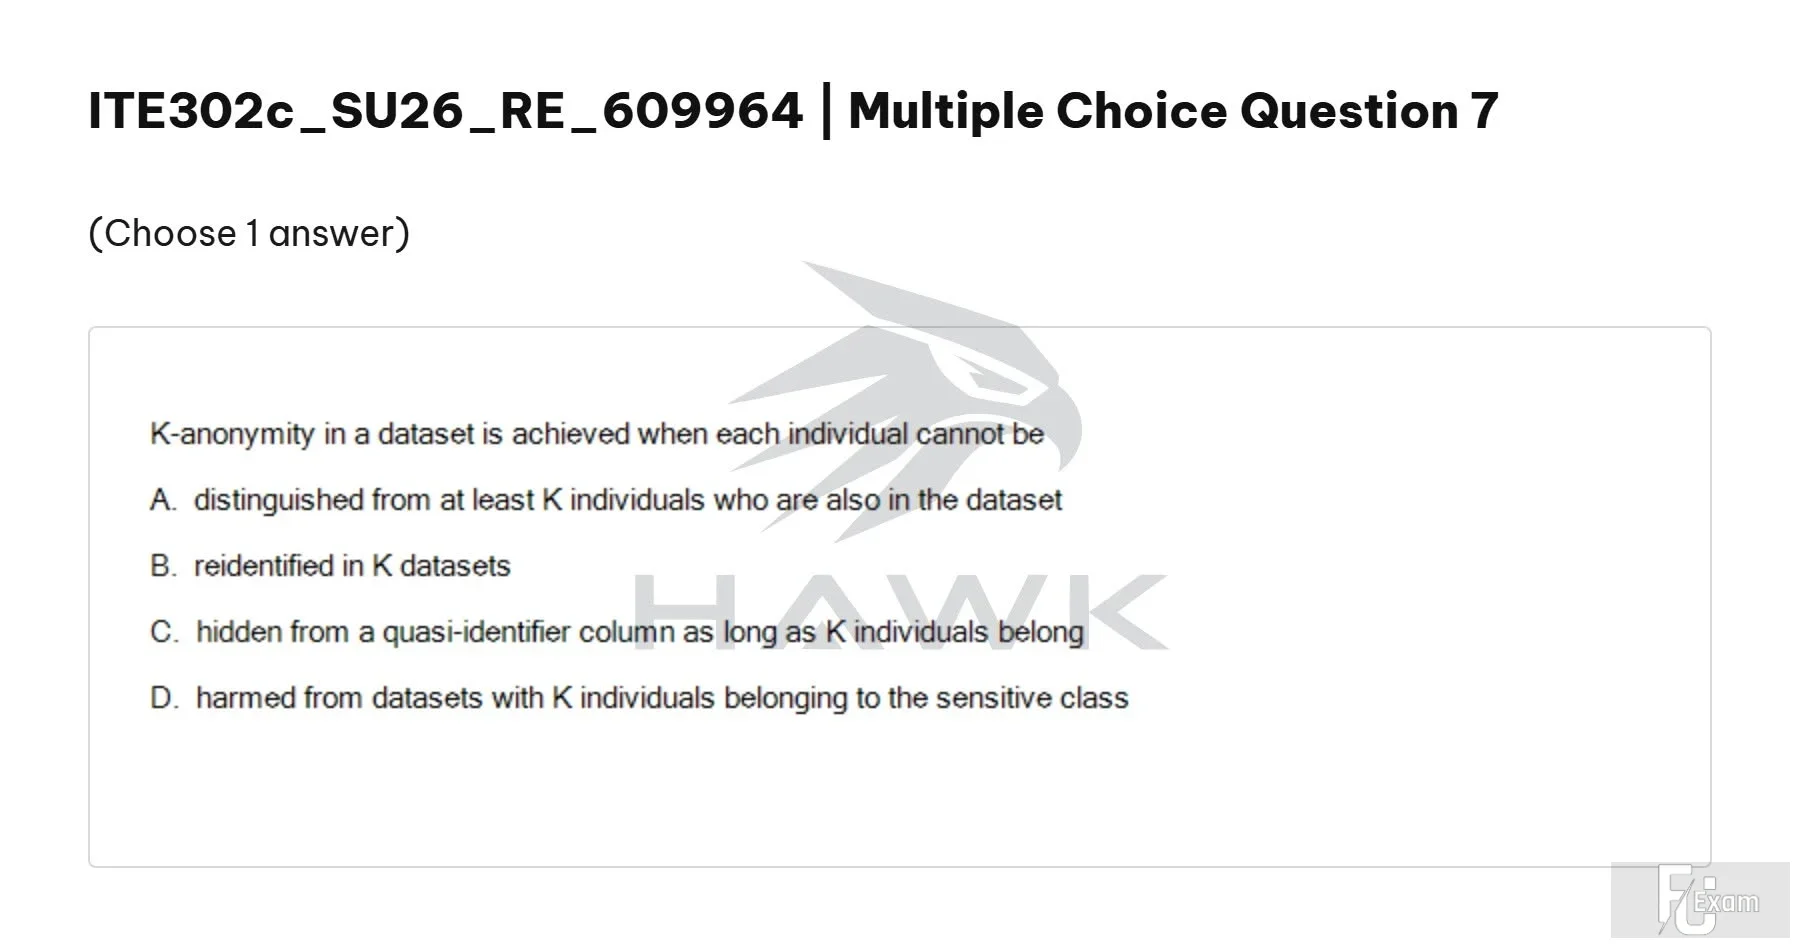 ITE302c_SU26_RE_609964 | Multiple Choice Question 7
(Choose 1 answer)
K-anonymity in a dataset is achieved when each individual cannot be
A. distinguished from at least K individuals who are also in the dataset
B. reidentified in K datasets
HAWK
C. hidden from a quasi-identifier column as long as K individuals belong
D. harmed from datasets with K individuals belonging to the sensitive class
FU Exam